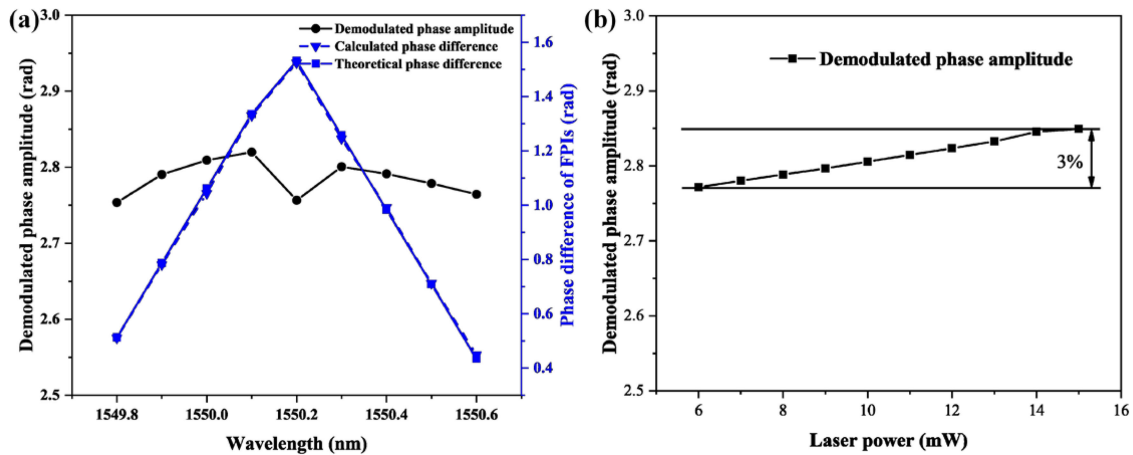 (a)
Demodulated phase amplitude
Calculated phase difference
Theoretical phase difference
Demodulated phase amplitude (rad)
3.0
2.9
2.8
2.7
2.6
2.5
1549.8
1550.0
1550.2
1550.4
1550.6
Wavelength (nm)
1.6
1.4
1.2
1.0
0.8
0.6
0.4
Phase difference of FPIs (rad)
(b)
Demodulated phase amplitude
Demodulated phase amplitude (rad)
3.0
2.9
2.8
2.7
2.6
2.5
3%
6
8
10
12
14
16
Laser power (mW)